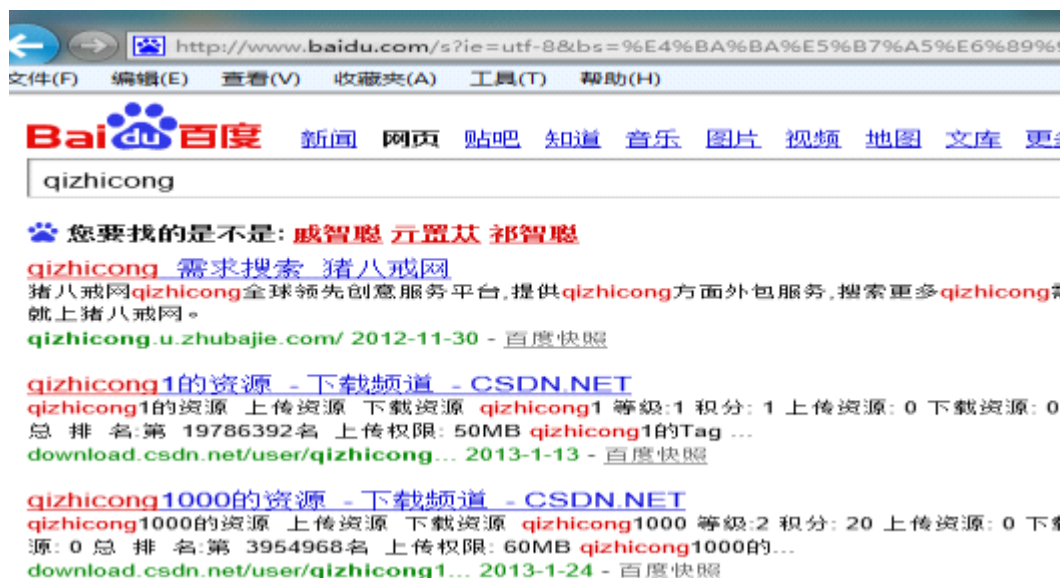 http://www.baidu.com/s?ie=utf-8&bs=%E4%BA%BA%E5%B7%A5%E6%89%9
文件(F) 编辑(E) 查看(V) 收藏夹(A) 工具(T) 帮助(H)
Bai du 百度 新闻 网页 贴吧 知道 音乐 图片 视频 地图 文库 更多
qizhicong
您要找的是不是: 戚智聪 亓置苁 祁智聪
qizhicong 需求搜索 猪八戒网
猪八戒网qizhicong全球领先创意服务平台,提供qizhicong方面外包服务,搜索更多qizhicong需
就上猪八戒网。
qizhicong.u.zhubajie.com/ 2012-11-30 - 百度快照
qizhicong1的资源 - 下载频道 - CSDN.NET
qizhicong1的资源 上传资源 下载资源 qizhicong1 等级:1 积分: 1 上传资源: 0 下载资源: 0
总 排 名:第 19786392名 上传权限: 50MB qizhicong1的Tag ...
download.csdn.net/user/qizhicong... 2013-1-13 - 百度快照
qizhicong1000的资源 - 下载频道 - CSDN.NET
qizhicong1000的资源 上传资源 下载资源 qizhicong1000 等级:2 积分: 20 上传资源: 0 下载
源: 0 总 排 名:第 3954968名 上传权限: 60MB qizhicong1000的...
download.csdn.net/user/qizhicong1... 2013-1-24 - 百度快照